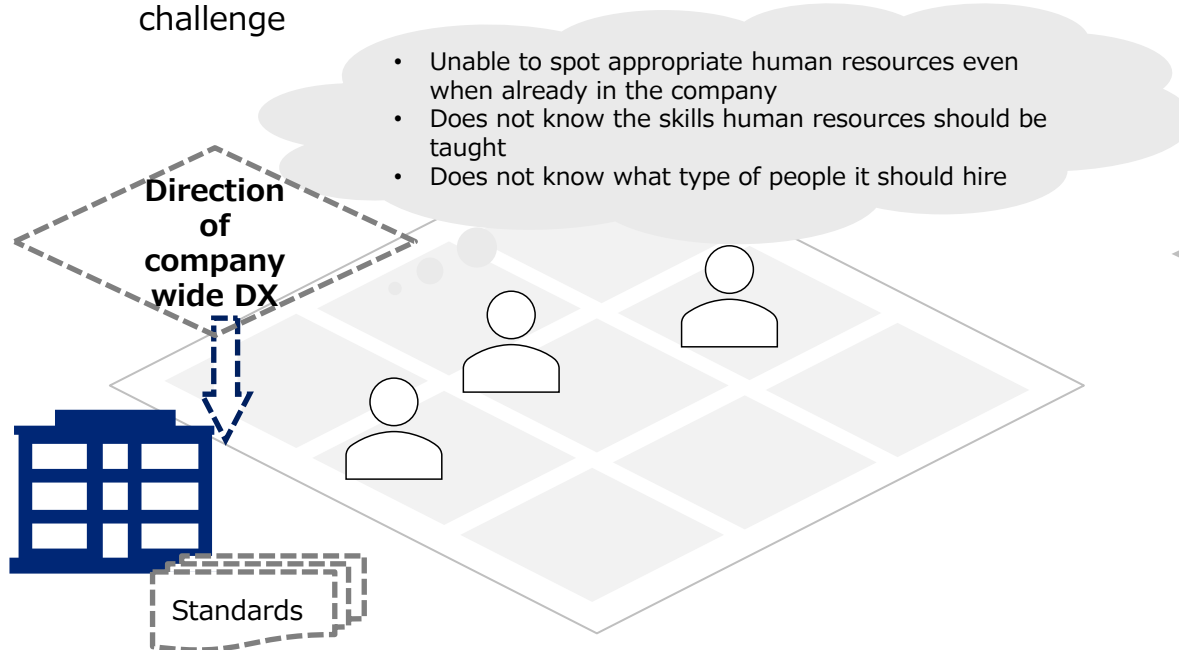 challenge
• Unable to spot appropriate human resources even
when already in the company
• Does not know the skills human resources should be
taught
• Does not know what type of people it should hire
Direction
of
company
wide DX
Standards